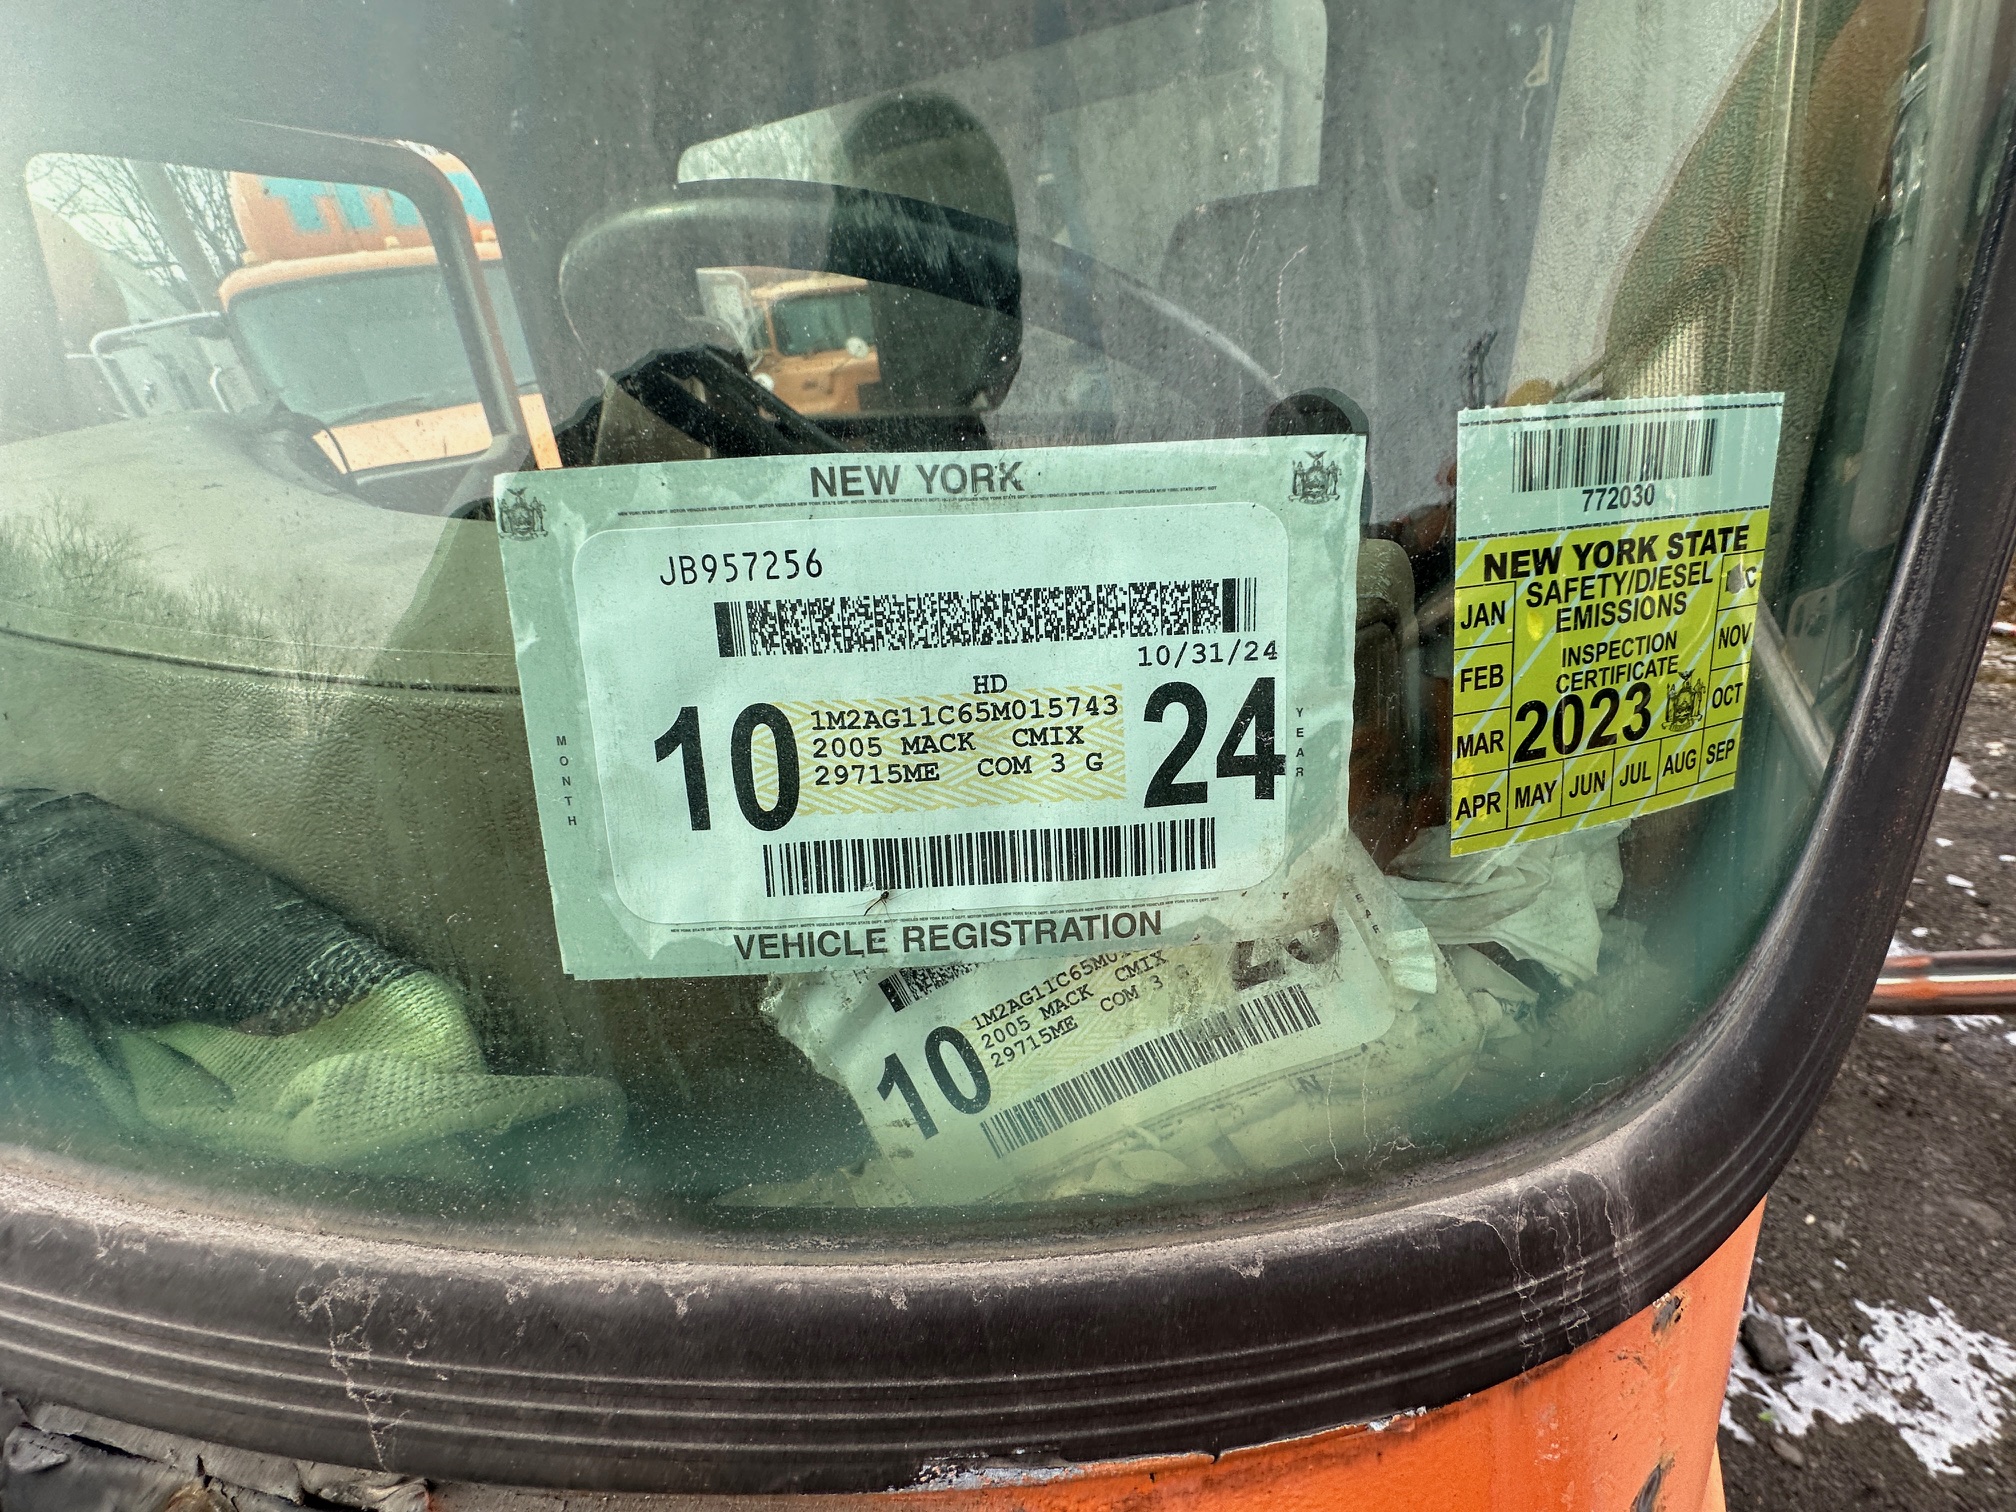 NEW YORK
JB957256
10/31/24
HD
10
1M2AG11C65M015743
2005 MACK CMIX
29715ME COM 3 G
24
MONTH
YEAR
VEHICLE REGISTRATION
772030
NEW YORK STATE
SAFETY/DIESEL
EMISSIONS
INSPECTION
CERTIFICATE
2023
JAN
FEB
MAR
APR
MAY
JUN
JUL
AUG
SEP
OCT
NOV
10
1M2AG11C65M0
2005 MACK CMIX
29715ME COM 3 G